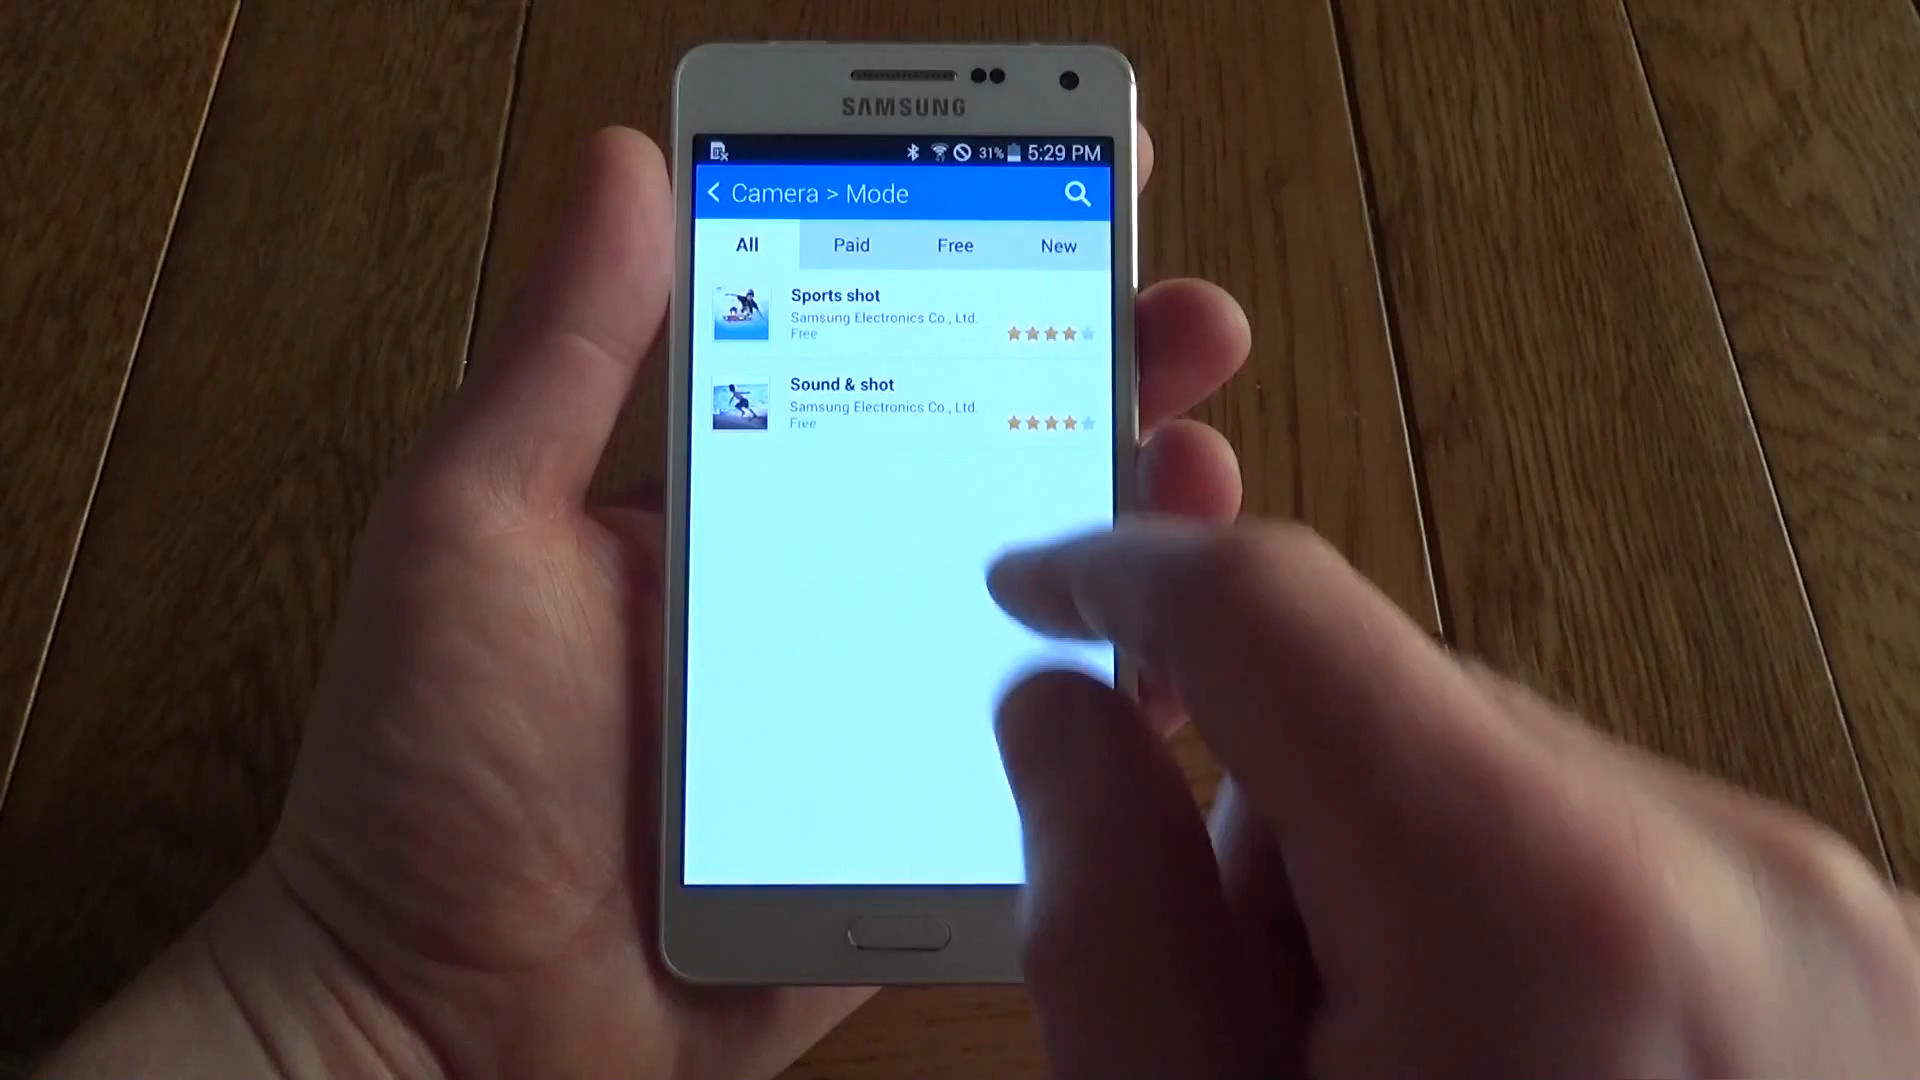 SAMSUNG
31% 5:29 PM
Camera > Mode
All Paid Free New
Sports shot
Samsung Electronics Co., Ltd.
Free
Sound & shot
Samsung Electronics Co., Ltd.
Free